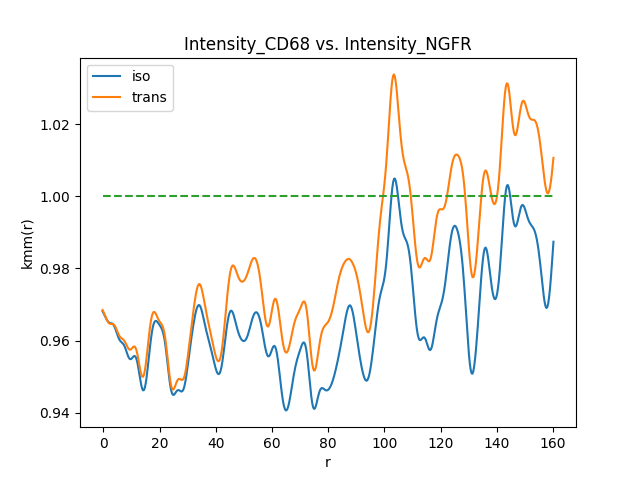 Intensity_CD68 vs. Intensity_NGFR
iso
trans
1.02
1.00
0.98
0.96
0.94
kmm(r)
0 20 40 60 80 100 120 140 160
r